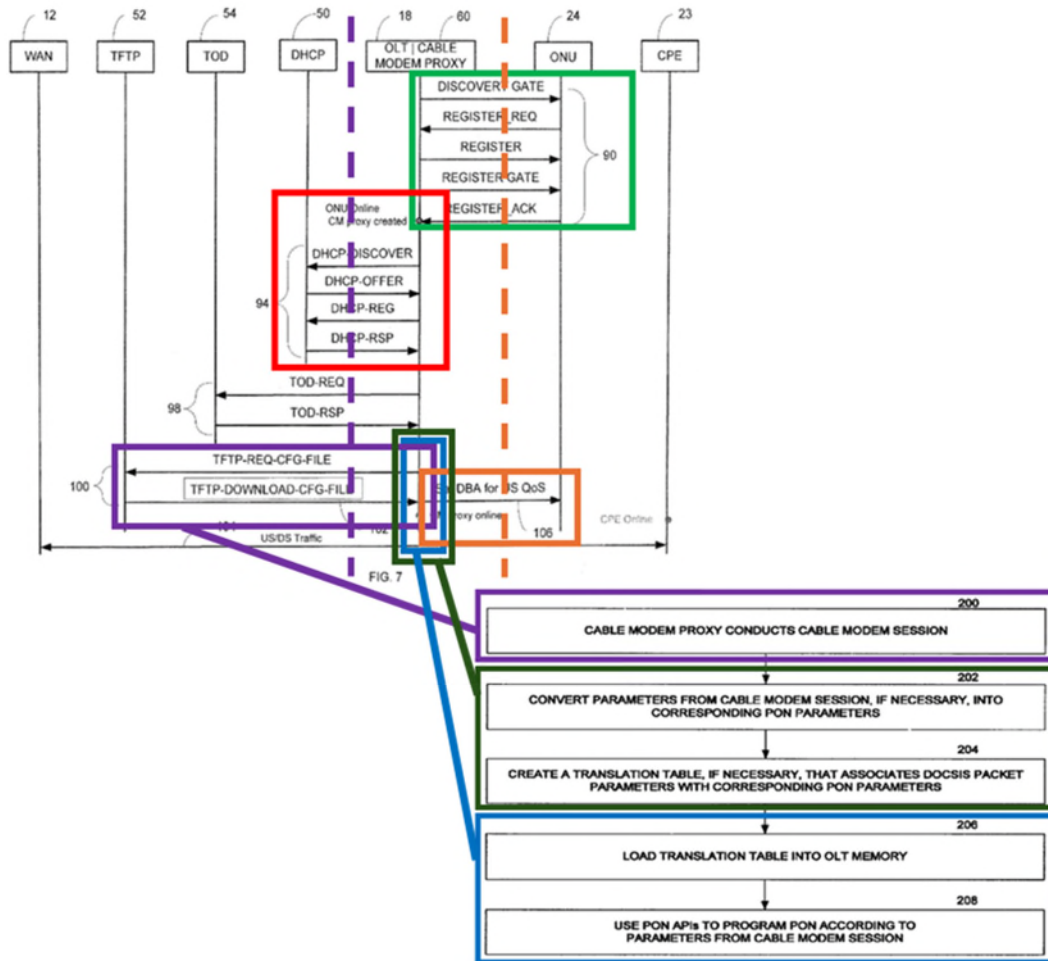 12 52 54 50 18 60 24 23
WAN TFTP TOD DHCP OLT | CABLE MODEM PROXY ONU CPE
DISCOVERY GATE
REGISTER_REQ
90
REGISTER
REGISTER GATE
REGISTER_ACK
ONU Online
CM proxy created
DHCP-DISCOVER
DHCP-OFFER
94
DHCP-REG
DHCP-RSP
TOD-REQ
98
TOD-RSP
TFTP-REQ-CFG-FILE
100
TFTP-DOWNLOAD-CFG-FILE
DBA for US QoS
proxy online
CPE Online
102
106
US/DS Traffic
FIG. 7
200
CABLE MODEM PROXY CONDUCTS CABLE MODEM SESSION
202
CONVERT PARAMETERS FROM CABLE MODEM SESSION, IF NECESSARY, INTO
CORRESPONDING PON PARAMETERS
204
CREATE A TRANSLATION TABLE, IF NECESSARY, THAT ASSOCIATES DOCSIS PACKET
PARAMETERS WITH CORRESPONDING PON PARAMETERS
206
LOAD TRANSLATION TABLE INTO OLT MEMORY
208
USE PON APIs TO PROGRAM PON ACCORDING TO
PARAMETERS FROM CABLE MODEM SESSION